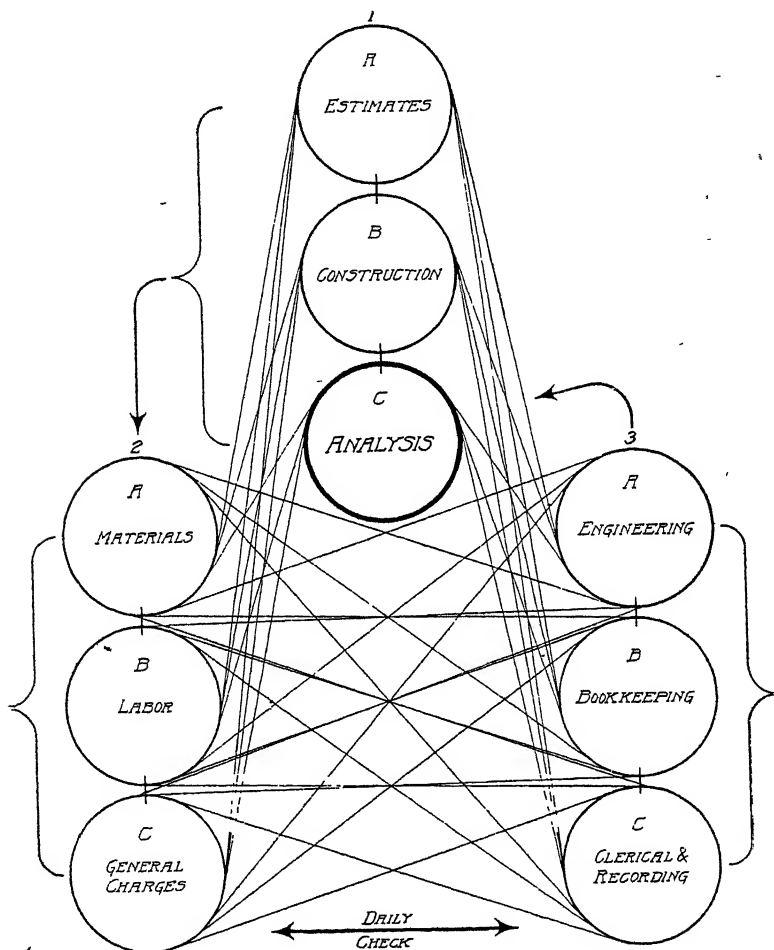 1
A
ESTIMATES
B
CONSTRUCTION
C
ANALYSIS
2
A
MATERIALS
B
LABOR
C
GENERAL
CHARGES
3
A
ENGINEERING
B
BOOKKEEPING
C
CLERICAL &
RECORDING
DAILY
CHECK